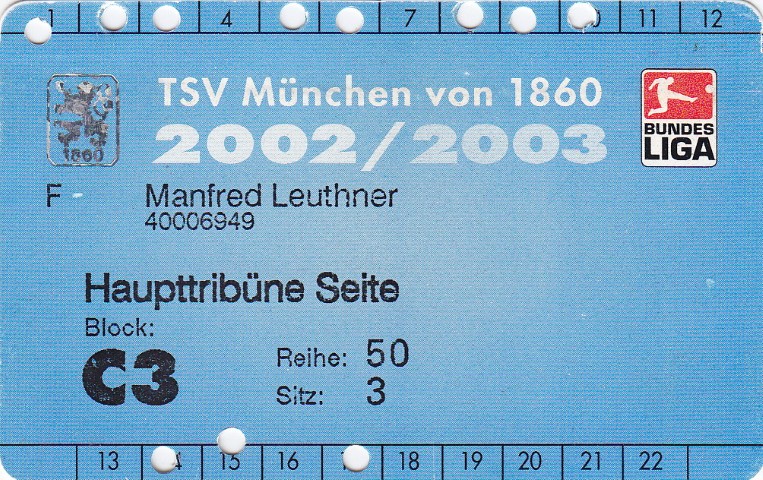 1 4 7 11 12
TSV München von 1860
1860
2002/2003
BUNDES
LIGA
F Manfred Leuthner
40006949
Haupttribüne Seite
Block:
C3
Reihe: 50
Sitz: 3
13 14 15 16 18 19 20 21 22